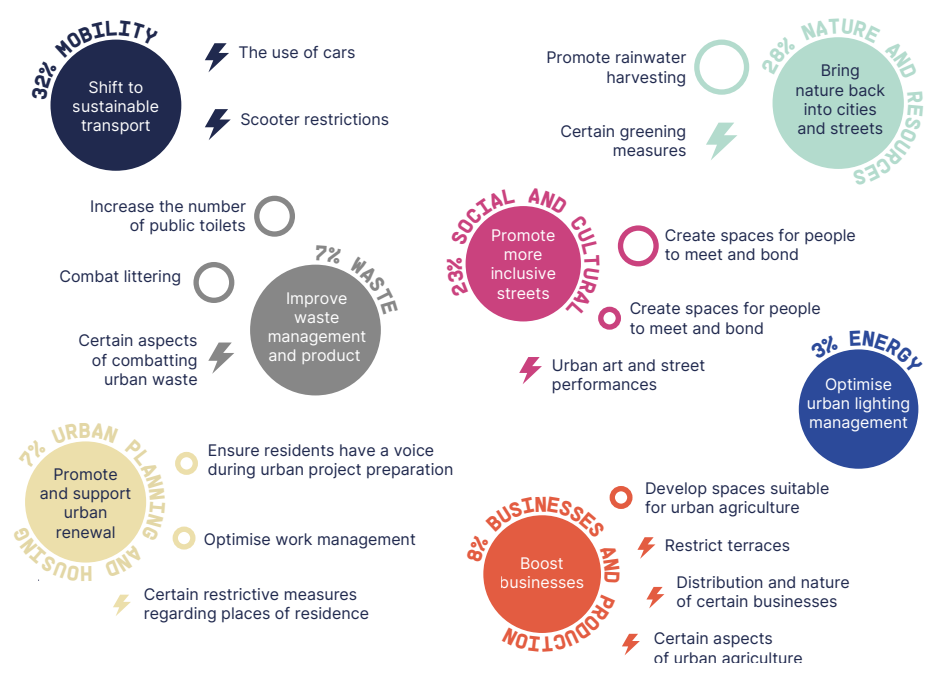 32% MOBILITY
Shift to
sustainable
transport
The use of cars
Scooter restrictions
28% NATURE AND RESOURCES
Bring
nature back
into cities
and streets
Promote rainwater
harvesting
Certain greening
measures
Increase the number
of public toilets
Combat littering
Certain aspects
of combatting
urban waste
7% WASTE
Improve
waste
management
and product
23% SOCIAL AND CULTURAL
Promote
more
inclusive
streets
Create spaces for people
to meet and bond
Create spaces for people
to meet and bond
Urban art and street
performances
3% ENERGY
Optimise
urban lighting
management
7% URBAN PLANNING AND HOUSING
Promote
and support
urban
renewal
Ensure residents have a voice
during urban project preparation
Optimise work management
Certain restrictive measures
regarding places of residence
8% BUSINESSES AND PRODUCTION
Boost
businesses
Develop spaces suitable
for urban agriculture
Restrict terraces
Distribution and nature
of certain businesses
Certain aspects
of urban agriculture